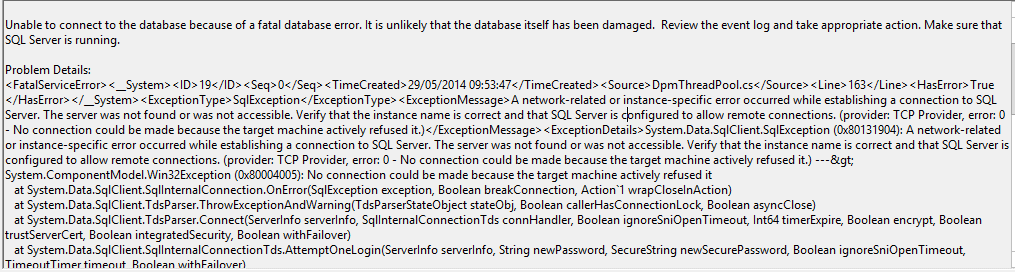 Unable to connect to the database because of a fatal database error. It is unlikely that the database itself has been damaged.  Review the event log and take appropriate action. Make sure that
SQL Server is running.
Problem Details:
<FatalServiceError><__System><ID>19</ID><Seq>0</Seq><TimeCreated>29/05/2014 09:53:47</TimeCreated><Source>DpmThreadPool.cs</Source><Line>163</Line><HasError>True
</HasError></__System><ExceptionType>SqlException</ExceptionType><ExceptionMessage>A network-related or instance-specific error occurred while establishing a connection to SQL
Server. The server was not found or was not accessible. Verify that the instance name is correct and that SQL Server is configured to allow remote connections. (provider: TCP Provider, error: 0
- No connection could be made because the target machine actively refused it.)</ExceptionMessage><ExceptionDetails>System.Data.SqlClient.SqlException (0x80131904): A network-related
or instance-specific error occurred while establishing a connection to SQL Server. The server was not found or was not accessible. Verify that the instance name is correct and that SQL Server is
configured to allow remote connections. (provider: TCP Provider, error: 0 - No connection could be made because the target machine actively refused it.) ---&gt;
System.ComponentModel.Win32Exception (0x80004005): No connection could be made because the target machine actively refused it
at System.Data.SqlClient.SqlInternalConnection.OnError(SqlException exception, Boolean breakConnection, Action`1 wrapCloseInAction)
at System.Data.SqlClient.TdsParser.ThrowExceptionAndWarning(TdsParserStateObject stateObj, Boolean callerHasConnectionLock, Boolean asyncClose)
at System.Data.SqlClient.TdsParser.Connect(ServerInfo serverInfo, SqlInternalConnectionTds connHandler, Boolean ignoreSniOpenTimeout, Int64 timerExpire, Boolean encrypt, Boolean
trustServerCert, Boolean integratedSecurity, Boolean withFailover)
at System.Data.SqlClient.SqlInternalConnectionTds.AttemptOneLogin(ServerInfo serverInfo, String newPassword, SecureString newSecurePassword, Boolean ignoreSniOpenTimeout,
TimeoutTimer timeout, Boolean withFailover)